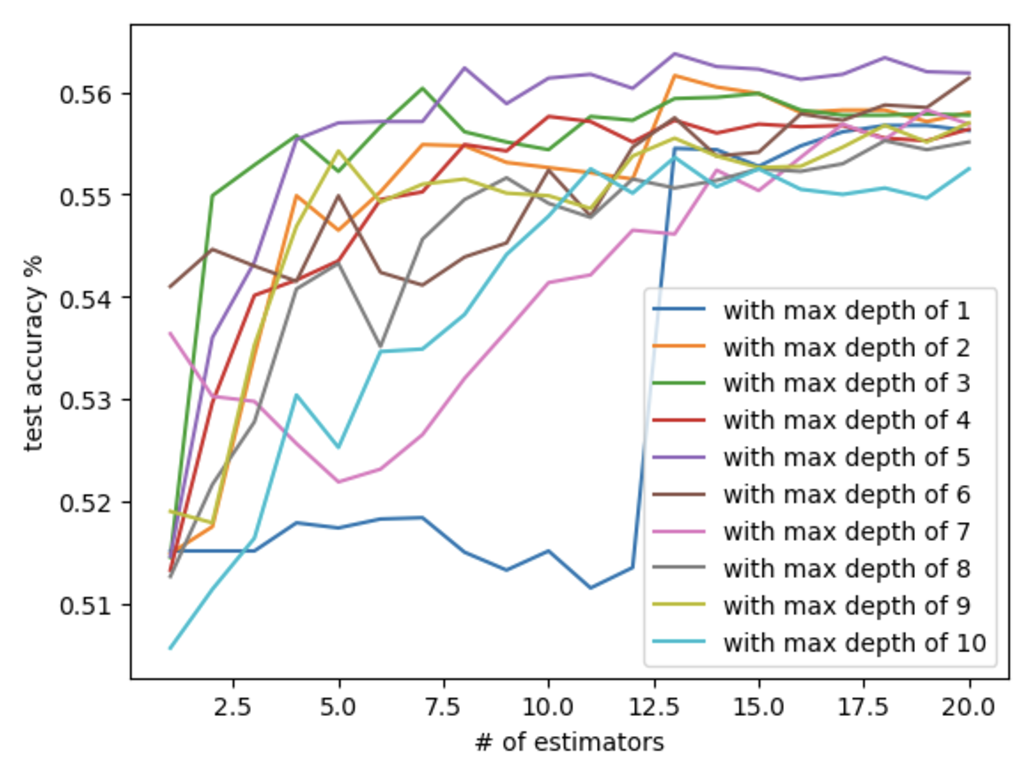 test accuracy %
0.56
0.55
0.54
0.53
0.52
0.51
with max depth of 1
with max depth of 2
with max depth of 3
with max depth of 4
with max depth of 5
with max depth of 6
with max depth of 7
with max depth of 8
with max depth of 9
with max depth of 10
2.5 5.0 7.5 10.0 12.5 15.0 17.5 20.0
# of estimators